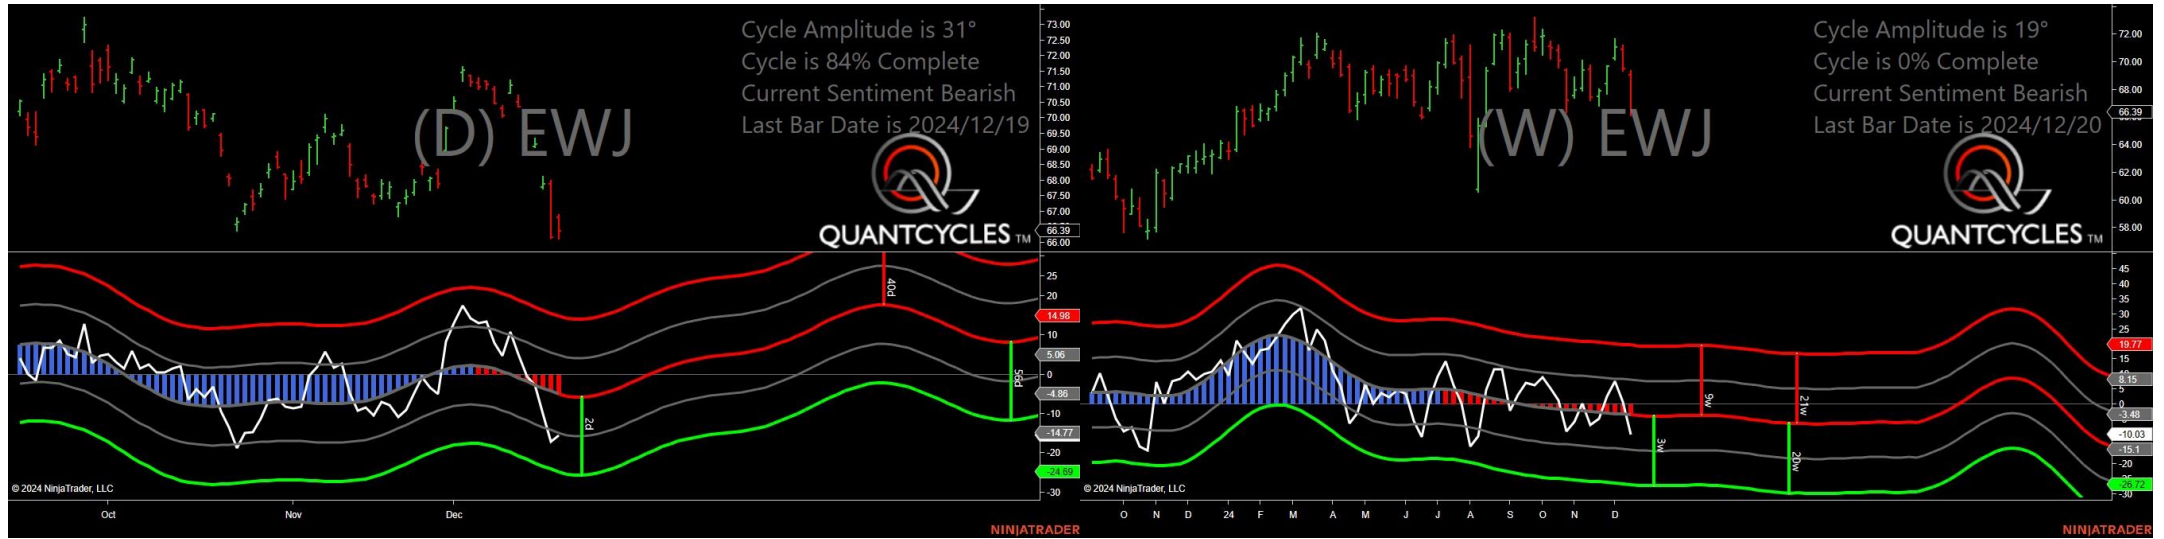 Cycle Amplitude is 31°
Cycle is 84% Complete
Current Sentiment Bearish
Last Bar Date is 2024/12/19
(D) EWJ
QUANTCYCLES TM
73.00
72.50
72.00
71.50
71.00
70.50
70.00
69.50
69.00
68.50
68.00
67.50
67.00
66.39
66.00
25
20
14.98
10
5.06
0
-4.86
-10
-14.77
-20
-24.69
-30
40d
56d
2d
© 2024 NinjaTrader, LLC
Oct
Nov
Dec
NINJATRADER
Cycle Amplitude is 19°
Cycle is 0% Complete
Current Sentiment Bearish
Last Bar Date is 2024/12/20
(W) EWJ
QUANTCYCLES TM
72.00
70.00
68.00
66.39
64.00
62.00
60.00
58.00
45
40
35
30
25
19.77
15
8.15
0
-3.48
-10.03
-15.1
-20
-26.72
-30
9w
21w
3w
20w
© 2024 NinjaTrader, LLC
O
N
D
24
F
M
A
M
J
J
A
S
O
N
D
NINJATRADER